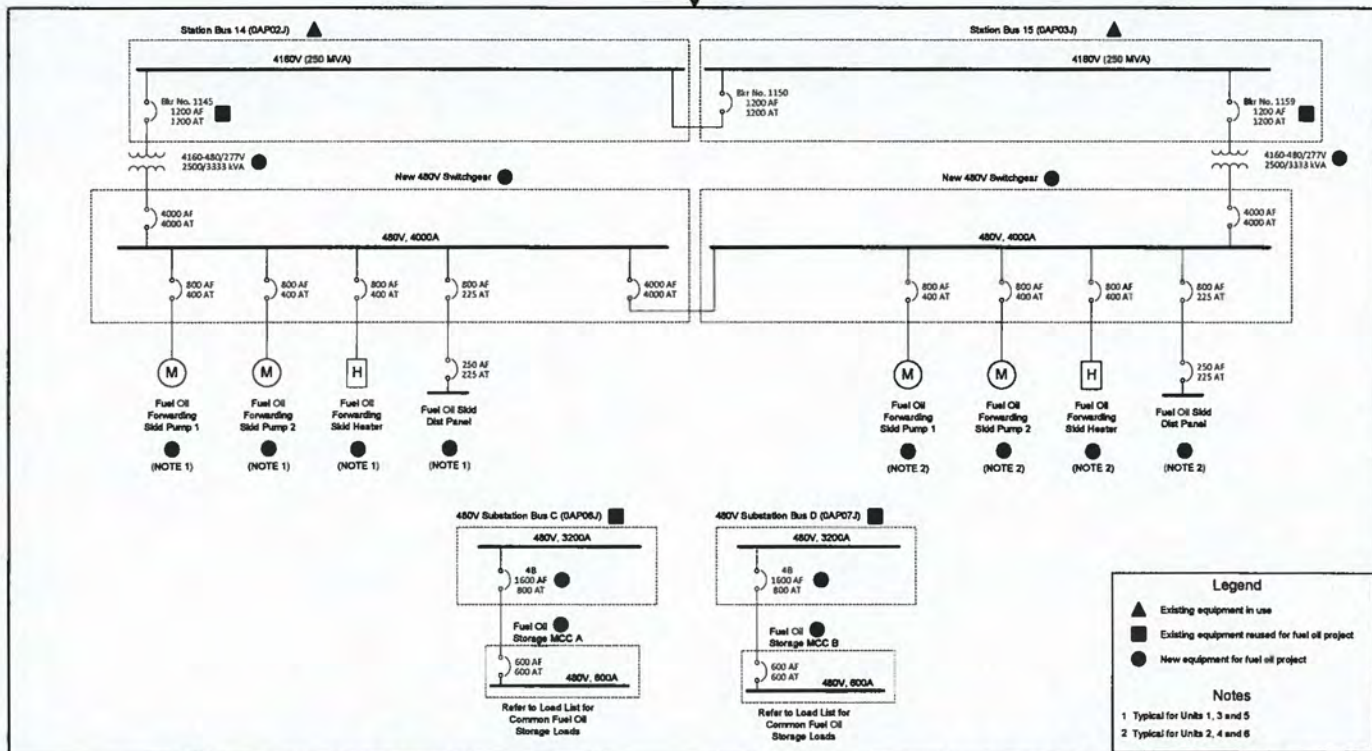 Station Bus 14 (0AP02J)
4160V (250 MVA)
Bkr No. 1145
1200 AF
1200 AT
4160-480/277V
2500/3333 kVA
Station Bus 15 (0AP03J)
4160V (250 MVA)
Bkr No. 1150
1200 AF
1200 AT
Bkr No. 1159
1200 AF
1200 AT
4160-480/277V
2500/3333 kVA
New 480V Switchgear
4000 AF
4000 AT
480V, 4000A
800 AF
400 AT
800 AF
400 AT
800 AF
400 AT
800 AF
225 AT
4000 AF
4000 AT
250 AF
225 AT
M
M
H
Fuel Oil
Forwarding
Skid Pump 1
(NOTE 1)
Fuel Oil
Forwarding
Skid Pump 2
(NOTE 1)
Fuel Oil
Forwarding
Skid Heater
(NOTE 1)
Fuel Oil Skid
Dist Panel
(NOTE 1)
New 480V Switchgear
4000 AF
4000 AT
480V, 4000A
800 AF
400 AT
800 AF
400 AT
800 AF
400 AT
800 AF
225 AT
250 AF
225 AT
M
M
H
Fuel Oil
Forwarding
Skid Pump 1
(NOTE 2)
Fuel Oil
Forwarding
Skid Pump 2
(NOTE 2)
Fuel Oil
Forwarding
Skid Heater
(NOTE 2)
Fuel Oil Skid
Dist Panel
(NOTE 2)
480V Substation Bus C (0AP06J)
480V, 3200A
4B
1600 AF
800 AT
Fuel Oil
Storage MCC A
600 AF
600 AT
480V, 600A
Refer to Load List for
Common Fuel Oil
Storage Loads
480V Substation Bus D (0AP07J)
480V, 3200A
4B
1600 AF
800 AT
Fuel Oil
Storage MCC B
600 AF
600 AT
480V, 600A
Refer to Load List for
Common Fuel Oil
Storage Loads
Legend
Existing equipment in use
Existing equipment reused for fuel oil project
New equipment for fuel oil project
Notes
1 Typical for Units 1, 3 and 5
2 Typical for Units 2, 4 and 6